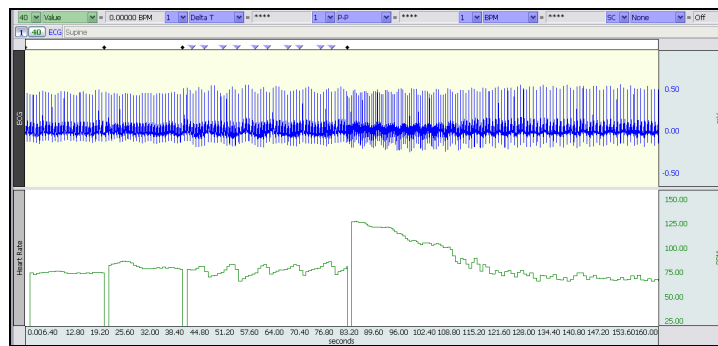 40 Value = 0.00000 BPM 1 Delta T = **** 1 P-P = **** 1 BPM = **** SC None = Off
1 40 ECG Supine
ECG
0.50
0.00
-0.50
Heart Rate
150.00
125.00
100.00
75.00
50.00
25.00
BPM
0.00 6.40 12.80 19.20 25.60 32.00 38.40 44.80 51.20 57.60 64.00 70.40 76.80 83.20 89.60 96.00 102.40 108.80 115.20 121.60 128.00 134.40 140.80 147.20 153.60 160.00
seconds